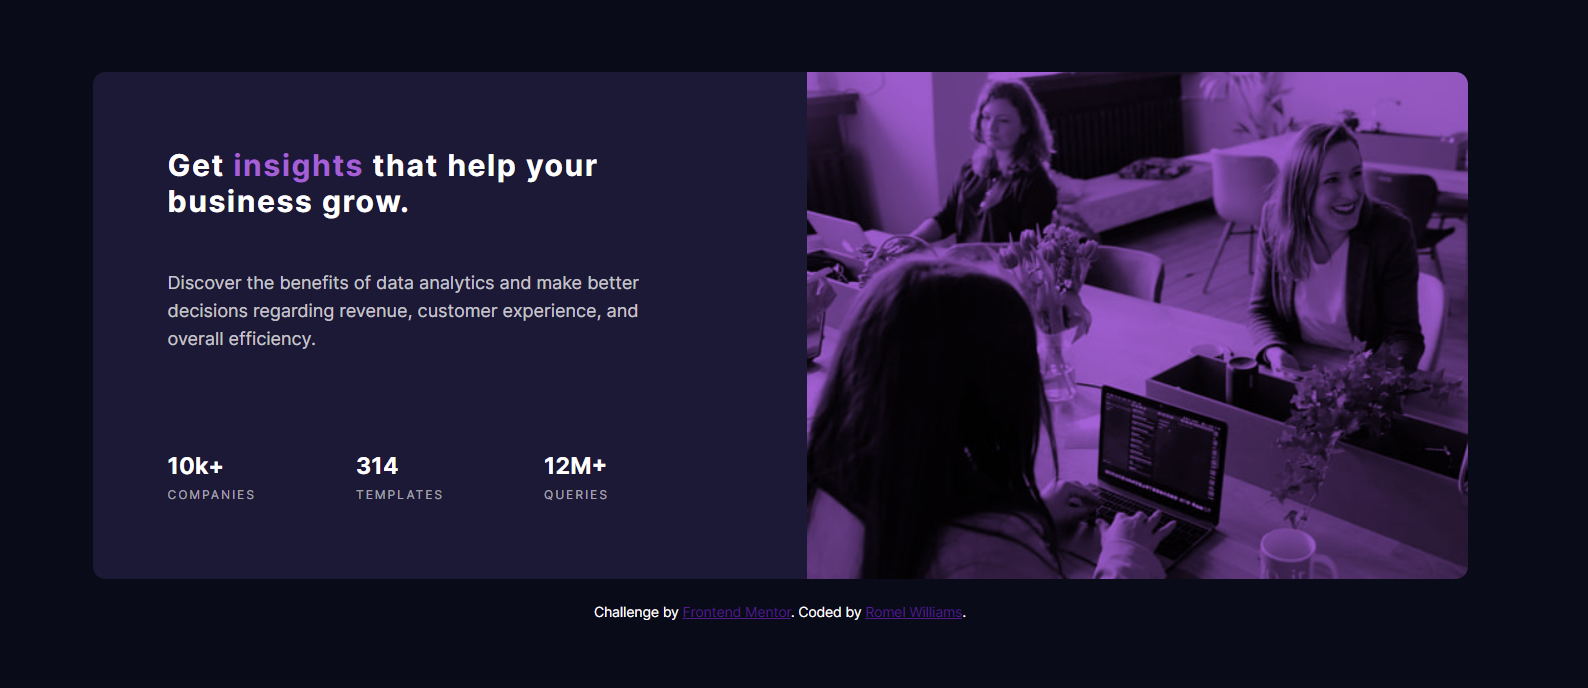 Get insights that help your
business grow.
Discover the benefits of data analytics and make better
decisions regarding revenue, customer experience, and
overall efficiency.
10k+ 314 12M+
COMPANIES TEMPLATES QUERIES
Challenge by Frontend Mentor. Coded by Romel Williams.